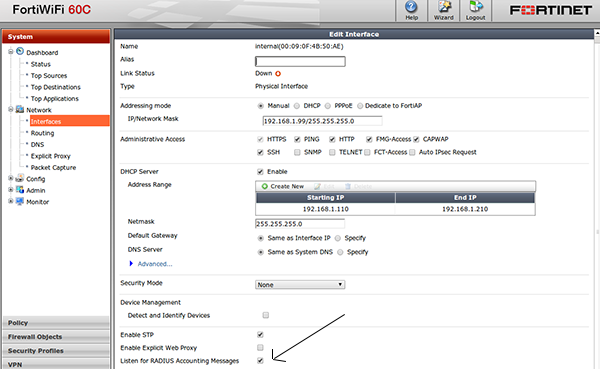 FortiWiFi 60C
Help
Wizard
Logout
FORTINET
System
Dashboard
Status
Top Sources
Top Destinations
Top Applications
Network
Interfaces
Routing
DNS
Explicit Proxy
Packet Capture
Config
Admin
Monitor
Policy
Firewall Objects
Security Profiles
VPN
Edit Interface
Name internal(00:09:0F:4B:50:AE)
Alias
Link Status Down
Type Physical Interface
Addressing mode Manual DHCP PPPoE Dedicate to FortiAP
IP/Network Mask 192.168.1.99/255.255.255.0
Administrative Access HTTPS PING HTTP FMG-Access CAPWAP
SSH SNMP TELNET FCT-Access Auto IPsec Request
DHCP Server Enable
Address Range Create New Edit Delete
Starting IP End IP
192.168.1.110 192.168.1.210
Netmask 255.255.255.0
Default Gateway Same as Interface IP Specify
DNS Server Same as System DNS Specify
Advanced...
Security Mode None
Device Management
Detect and Identify Devices
Enable STP
Enable Explicit Web Proxy
Listen for RADIUS Accounting Messages